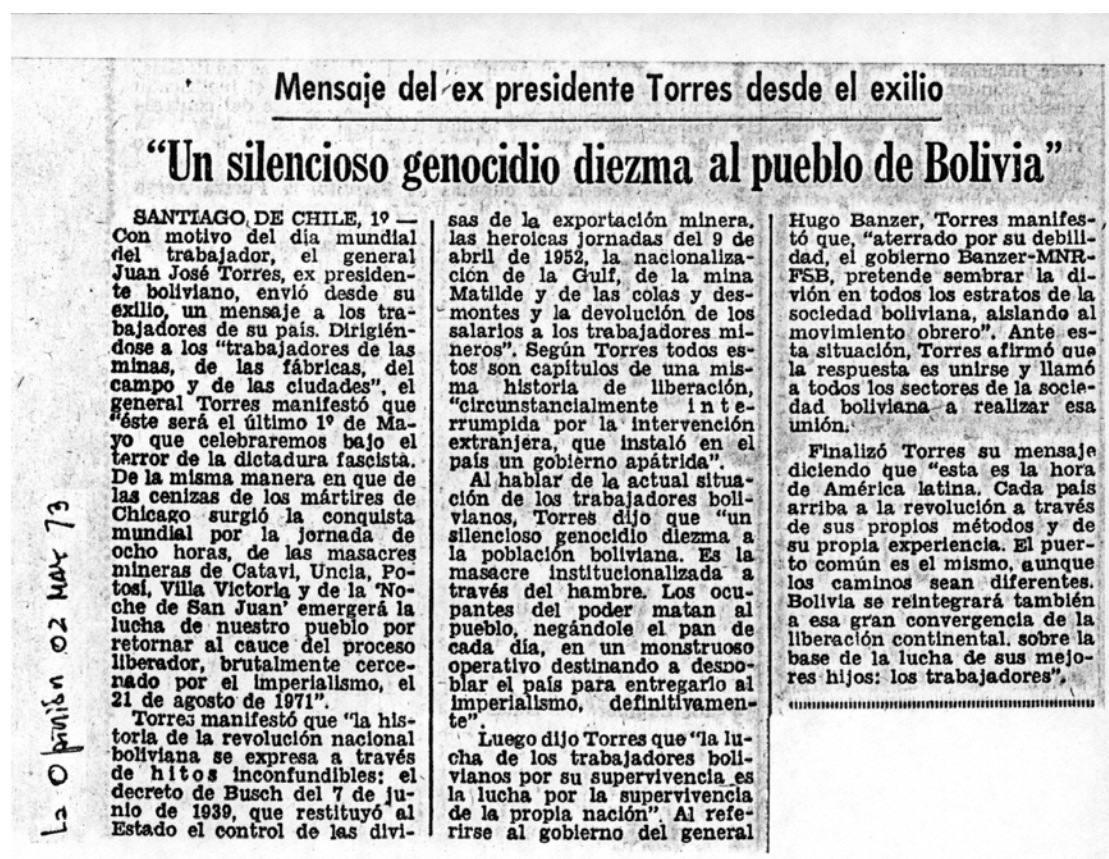 Mensaje del ex presidente Torres desde el exilio
“Un silencioso genocidio diezma al pueblo de Bolivia”
SANTIAGO DE CHILE, 1º —
Con motivo del día mundial
del trabajador, el general
Juan José Torres, ex presiden-
te boliviano, envió desde su
exilio, un mensaje a los tra-
bajadores de su país. Dirigién-
dose a los “trabajadores de las
minas, de las fábricas, del
campo y de las ciudades”, el
general Torres manifestó que
“éste será el último 1º de Ma-
yo que celebraremos bajo el
terror de la dictadura fascista.
De la misma manera en que de
las cenizas de los mártires de
Chicago surgió la conquista
mundial por la jornada de
ocho horas, de las masacres
mineras de Catavi, Uncia, Po-
tosí, Villa Victoria y de la ‘No-
che de San Juan’ emergerá la
lucha de nuestro pueblo por
retornar al cauce del proceso
liberador, brutalmente cerce-
nado por el imperialismo, el
21 de agosto de 1971”.
Torres manifestó que “la his-
toria de la revolución nacional
boliviana se expresa a través
de hitos inconfundibles: el
decreto de Busch del 7 de ju-
nio de 1939, que restituyó al
Estado el control de las divi-
sas de la exportación minera,
las heroicas jornadas del 9 de
abril de 1952, la nacionaliza-
ción de la Gulf, de la mina
Matilde y de las colas y des-
montes y la devolución de los
salarios a los trabajadores mi-
neros”. Según Torres todos es-
tos son capítulos de una mis-
ma historia de liberación,
“circunstancialmente inte-
rrumpida por la intervención
extranjera, que instaló en el
país un gobierno apátrida”.
Al hablar de la actual situa-
ción de los trabajadores boli-
vianos, Torres dijo que “un
silencioso genocidio diezma a
la población boliviana. Es la
masacre institucionalizada a
través del hambre. Los ocu-
pantes del poder matan al
pueblo, negándole el pan de
cada día, en un monstruoso
operativo destinando a despo-
blar el país para entregarlo al
imperialismo, definitivamen-
te”.
Luego dijo Torres que “la lu-
cha de los trabajadores boli-
vianos por su supervivencia es
la lucha por la supervivencia
de la propia nación”. Al refe-
rirse al gobierno del general
Hugo Banzer, Torres manifes-
tó que, “aterrado por su debili-
dad, el gobierno Banzer-MNR-
FSB, pretende sembrar la di-
vión en todos los estratos de la
sociedad boliviana, aislando al
movimiento obrero”. Ante es-
ta situación, Torres afirmó que
la respuesta es unirse y llamó
a todos los sectores de la socie-
dad boliviana a realizar esa
unión.
Finalizó Torres su mensaje
diciendo que “esta es la hora
de América latina. Cada país
arriba a la revolución a través
de sus propios métodos y de
su propia experiencia. El puer-
to común es el mismo, aunque
los caminos sean diferentes.
Bolivia se reintegrará también
a esa gran convergencia de la
liberación continental, sobre la
base de la lucha de sus mejo-
res hijos: los trabajadores”.
La Opinión 02 May 73